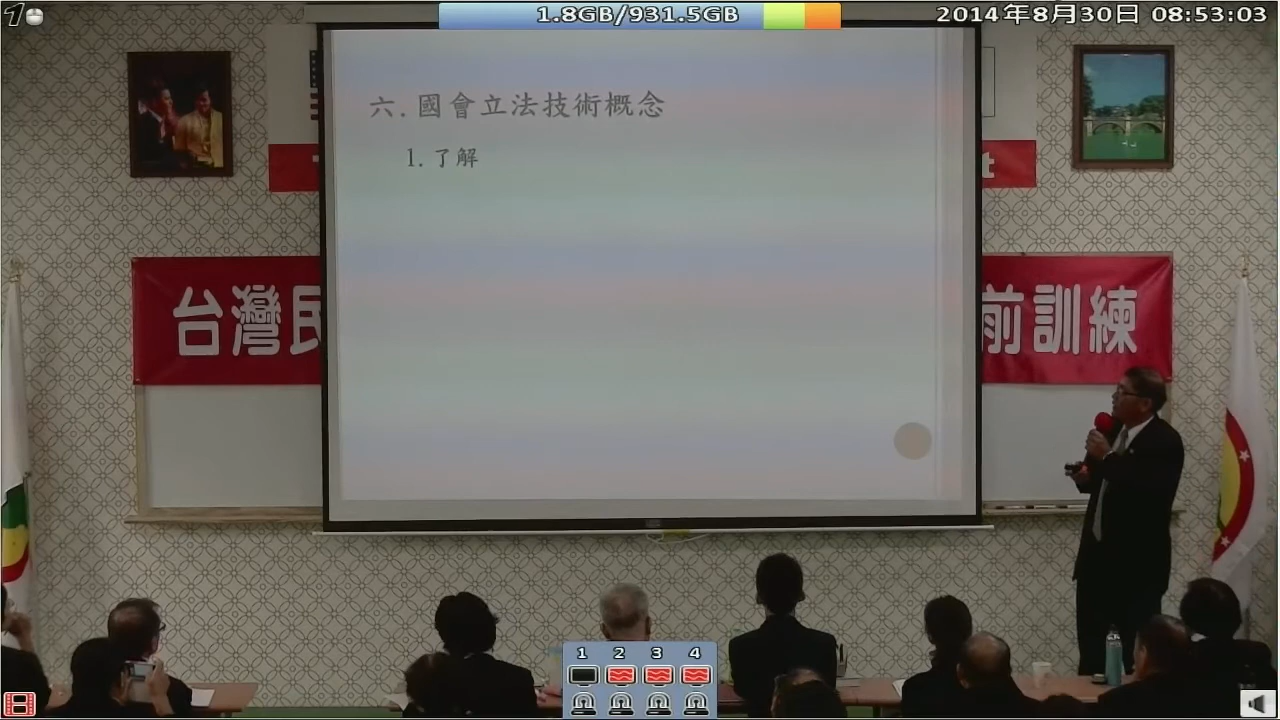 1
1.8GB/931.5GB
2014年8月30日 08:53:03
六.國會立法技術概念
1.了解
t
台灣民
前訓練
1 2 3 4